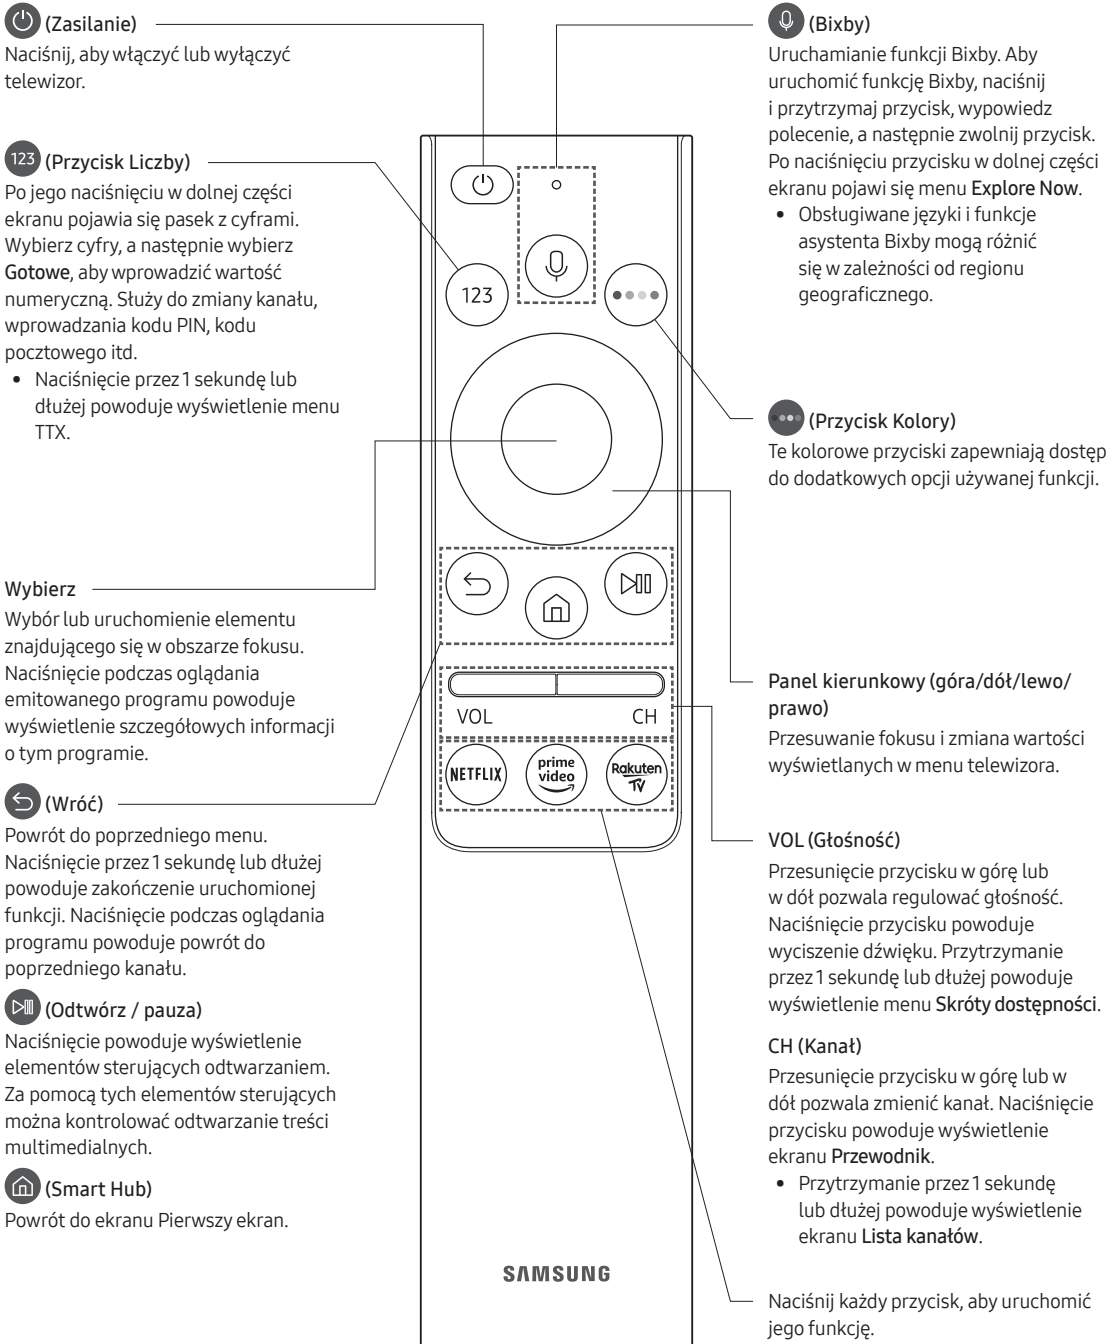 (Zasilanie)
Naciśnij, aby włączyć lub wyłączyć
telewizor.
123 (Przycisk Liczby)
Po jego naciśnięciu w dolnej części
ekranu pojawia się pasek z cyframi.
Wybierz cyfry, a następnie wybierz
Gotowe, aby wprowadzić wartość
numeryczną. Służy do zmiany kanału,
wprowadzania kodu PIN, kodu
pocztowego itd.
• Naciśnięcie przez 1 sekundę lub
dłużej powoduje wyświetlenie menu
TTX.
Wybierz
Wybór lub uruchomienie elementu
znajdującego się w obszarze fokusu.
Naciśnięcie podczas oglądania
emitowanego programu powoduje
wyświetlenie szczegółowych informacji
o tym programie.
(Wróć)
Powrót do poprzedniego menu.
Naciśnięcie przez 1 sekundę lub dłużej
powoduje zakończenie uruchomionej
funkcji. Naciśnięcie podczas oglądania
programu powoduje powrót do
poprzedniego kanału.
(Odtwórz / pauza)
Naciśnięcie powoduje wyświetlenie
elementów sterujących odtwarzaniem.
Za pomocą tych elementów sterujących
można kontrolować odtwarzanie treści
multimedialnych.
(Smart Hub)
Powrót do ekranu Pierwszy ekran.
123
VOL
CH
NETFLIX
prime
video
Rakuten
TV
SAMSUNG
(Bixby)
Uruchamianie funkcji Bixby. Aby
uruchomić funkcję Bixby, naciśnij
i przytrzymaj przycisk, wypowiedz
polecenie, a następnie zwolnij przycisk.
Po naciśnięciu przycisku w dolnej części
ekranu pojawi się menu Explore Now.
• Obsługiwane języki i funkcje
asystenta Bixby mogą różnić
się w zależności od regionu
geograficznego.
(Przycisk Kolory)
Te kolorowe przyciski zapewniają dostęp
do dodatkowych opcji używanej funkcji.
Panel kierunkowy (góra/dół/lewo/
prawo)
Przesuwanie fokusu i zmiana wartości
wyświetlanych w menu telewizora.
VOL (Głośność)
Przesunięcie przycisku w górę lub
w dół pozwala regulować głośność.
Naciśnięcie przycisku powoduje
wyciszenie dźwięku. Przytrzymanie
przez 1 sekundę lub dłużej powoduje
wyświetlenie menu Skróty dostępności.
CH (Kanał)
Przesunięcie przycisku w górę lub w
dół pozwala zmienić kanał. Naciśnięcie
przycisku powoduje wyświetlenie
ekranu Przewodnik.
• Przytrzymanie przez 1 sekundę
lub dłużej powoduje wyświetlenie
ekranu Lista kanałów.
Naciśnij każdy przycisk, aby uruchomić
jego funkcję.